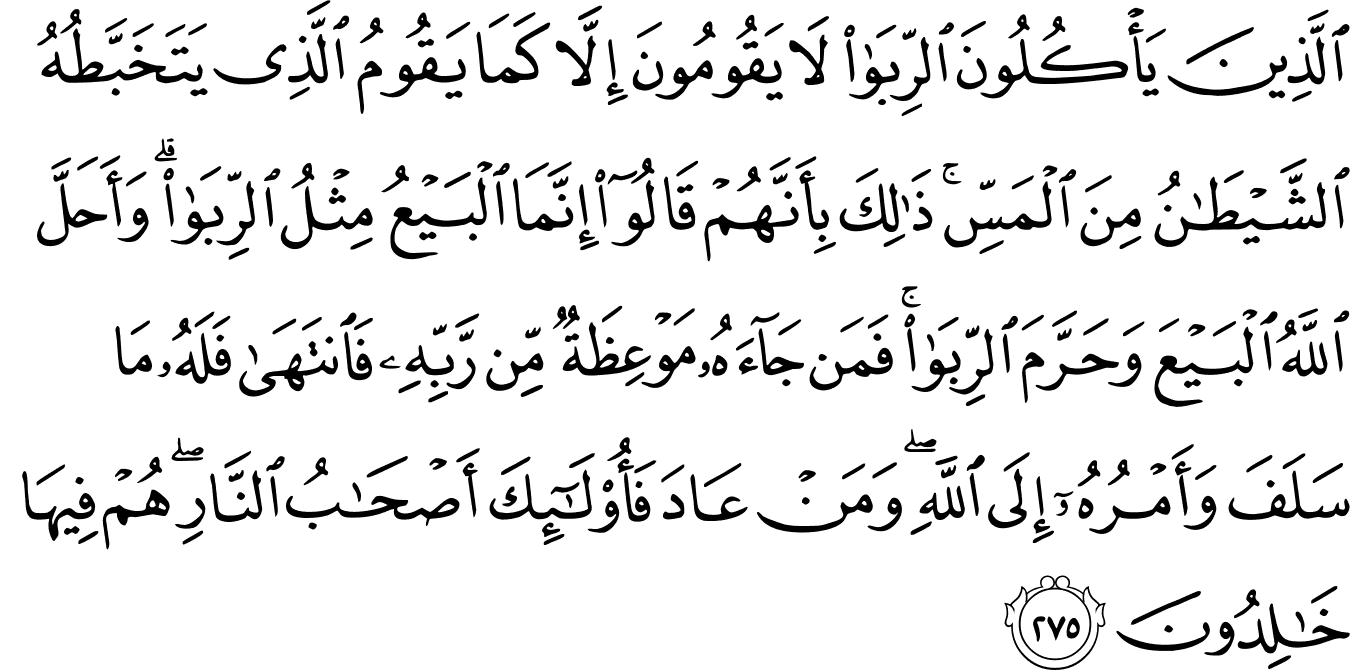 ٱلَّذِينَ يَأْكُلُونَ ٱلرِّبَوٰا۟ لَا يَقُومُونَ إِلَّا كَمَا يَقُومُ ٱلَّذِى يَتَخَبَّطُهُ
ٱلشَّيْطَـٰنُ مِنَ ٱلْمَسِّ ۚ ذَٰلِكَ بِأَنَّهُمْ قَالُوٓا۟ إِنَّمَا ٱلْبَيْعُ مِثْلُ ٱلرِّبَوٰا۟ ۗ وَأَحَلَّ
ٱللَّهُ ٱلْبَيْعَ وَحَرَّمَ ٱلرِّبَوٰا۟ ۚ فَمَن جَآءَهُۥ مَوْعِظَةٌ مِّن رَّبِّهِۦ فَٱنتَهَىٰ فَلَهُۥ مَا
سَلَفَ وَأَمْرُهُۥٓ إِلَى ٱللَّهِ ۖ وَمَنْ عَادَ فَأُو۟لَـٰٓئِكَ أَصْحَـٰبُ ٱلنَّارِ ۖ هُمْ فِيهَا
خَـٰلِدُونَ ٢٧٥